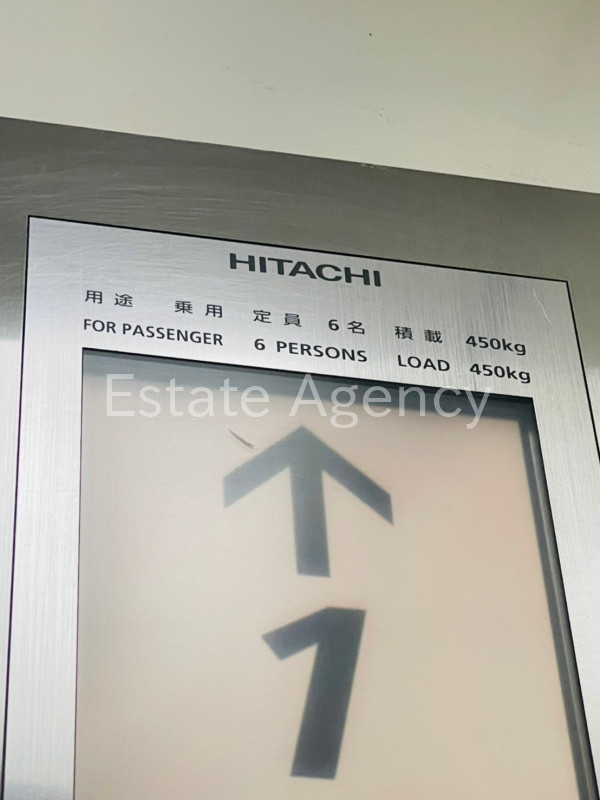 HITACHI
用途 乗用 定員 6名 積載 450kg
FOR PASSENGER 6 PERSONS LOAD 450kg
Estate Agency
1